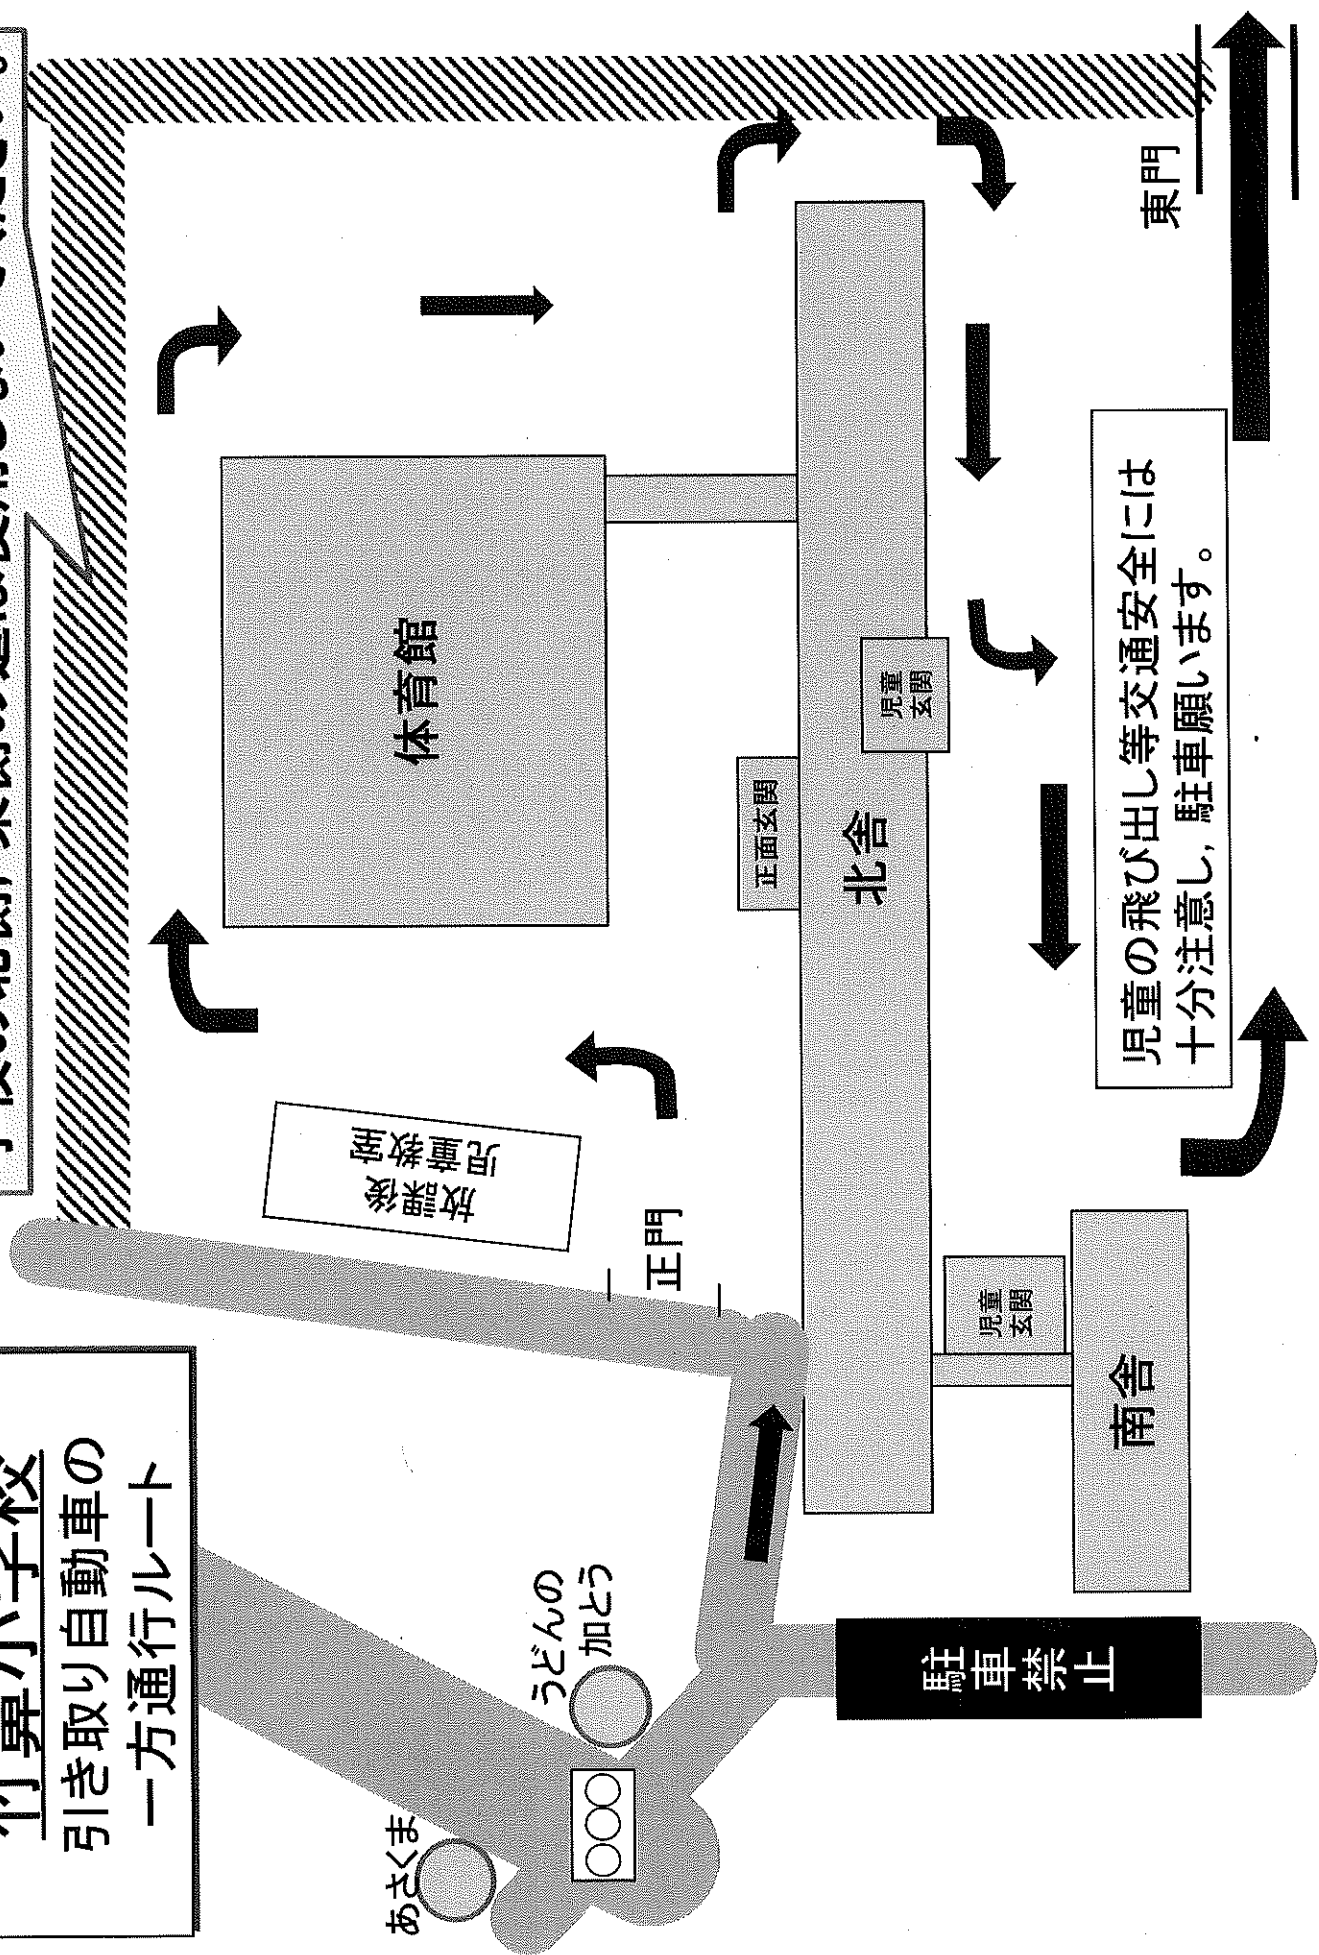 引き取り自動車の
一方通行ルート
あさくま
うどんの
加とう
放課後
児童教室
正門
体育館
正面玄関
北舎
児童
玄関
児童
玄関
南舎
駐車禁止
東門
児童の飛び出し等交通安全には
十分注意し，駐車願います。